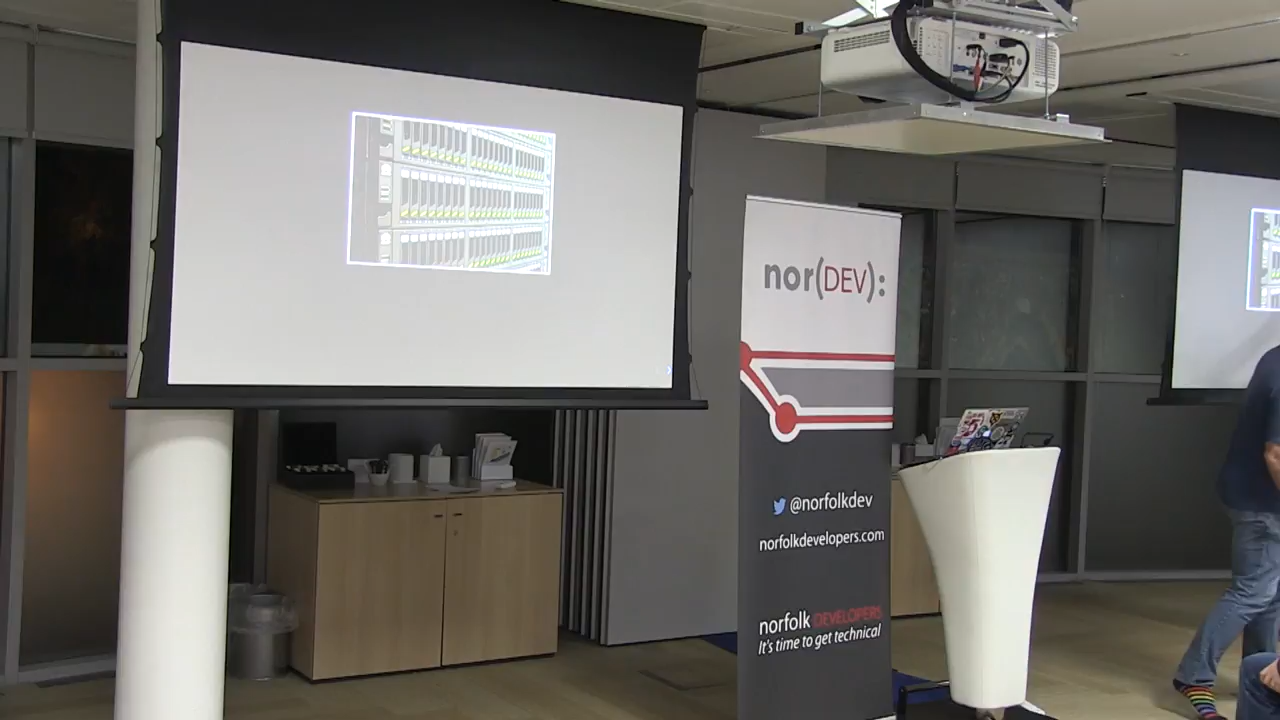 nor(DEV):
@norfolkdev
norfolkdevelopers.com
norfolk DEVELOPERS
It's time to get technical